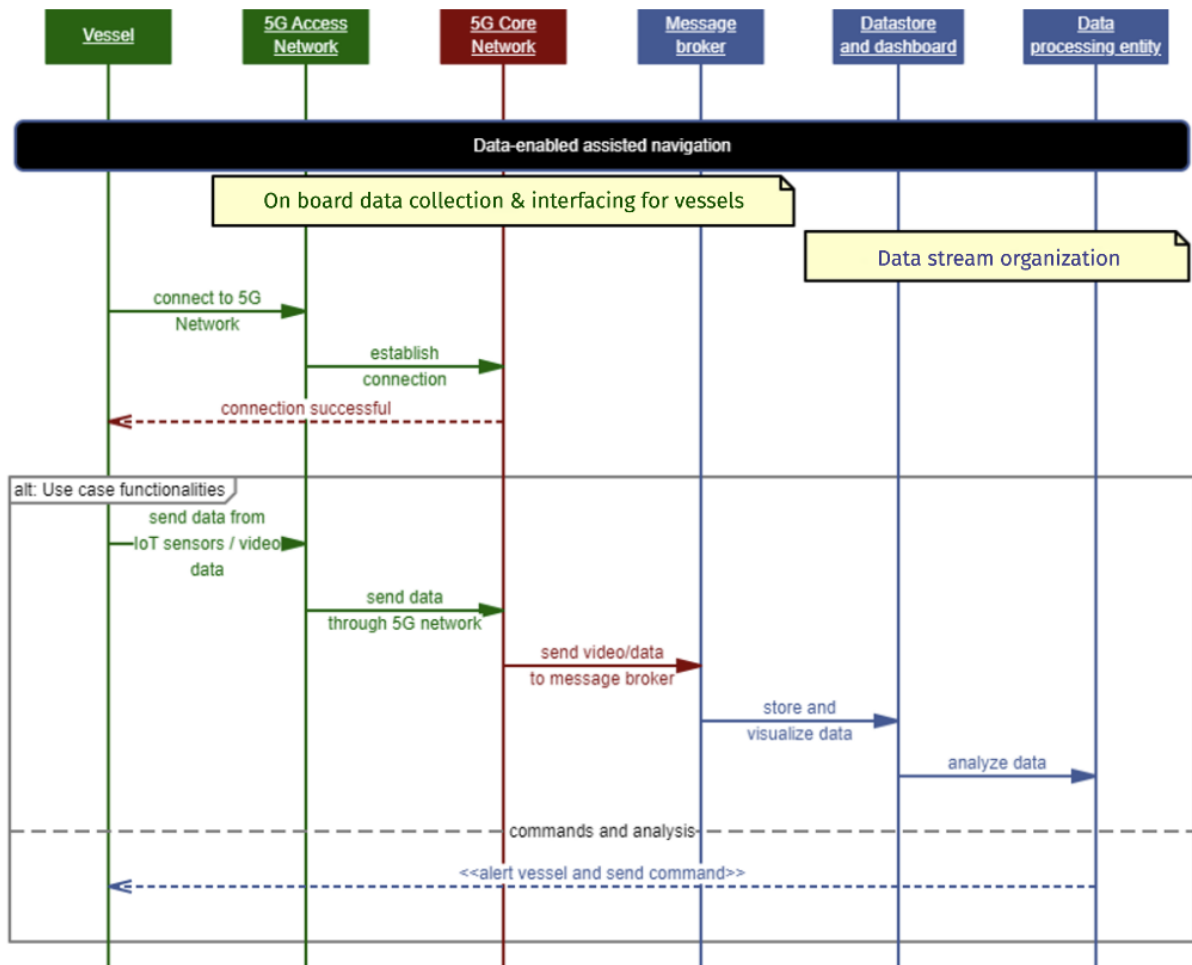 Vessel
5G Access
Network
5G Core
Network
Message
broker
Datastore
and dashboard
Data
processing entity
Data-enabled assisted navigation
On board data collection & interfacing for vessels
Data stream organization
connect to 5G
Network
establish
connection
connection successful
alt: Use case functionalities
send data from
IoT sensors / video
data
send data
through 5G network
send video/data
to message broker
store and
visualize data
analyze data
commands and analysis
<<alert vessel and send command>>